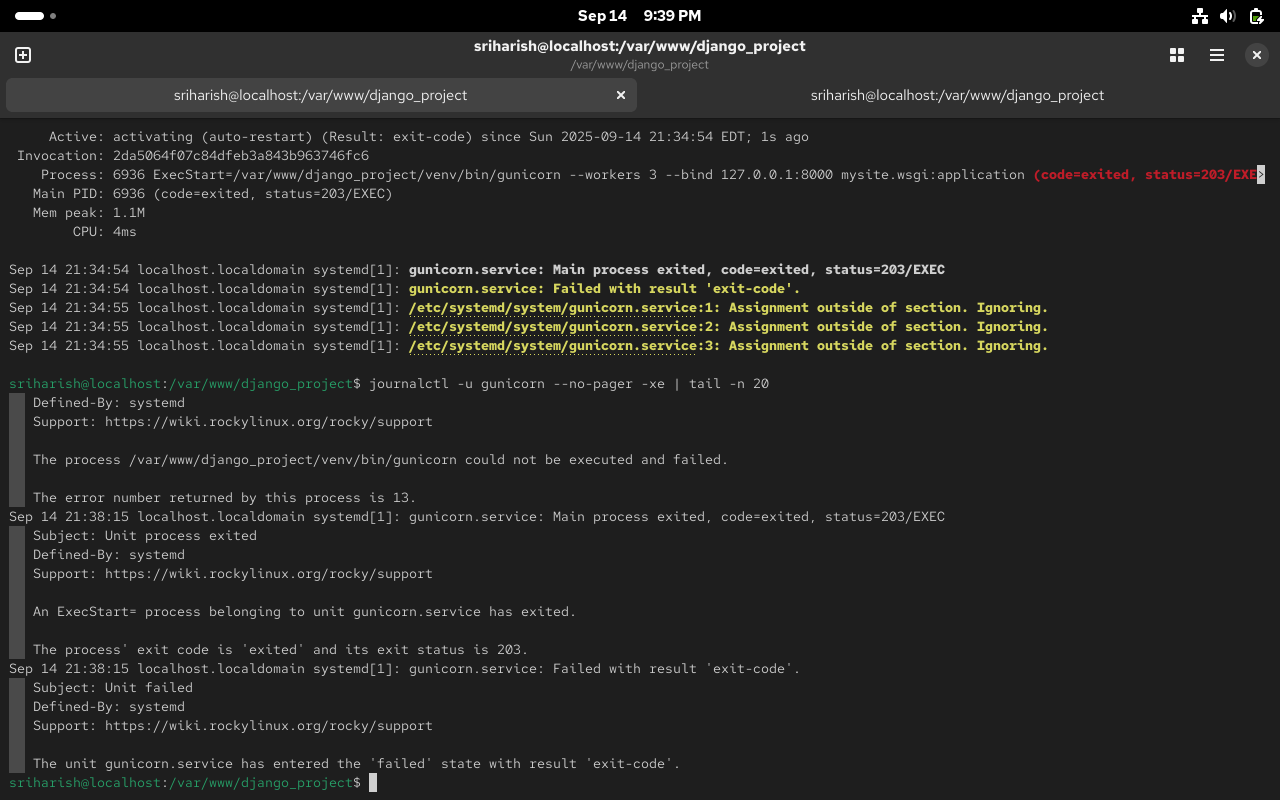 Sep 14 9:39 PM
sriharish@localhost:/var/www/django_project
/var/www/django_project
sriharish@localhost:/var/www/django_project
sriharish@localhost:/var/www/django_project
Active: activating (auto-restart) (Result: exit-code) since Sun 2025-09-14 21:34:54 EDT; 1s ago
Invocation: 2da5064f07c84dfeb3a843b963746fc6
Process: 6936 ExecStart=/var/www/django_project/venv/bin/gunicorn --workers 3 --bind 127.0.0.1:8000 mysite.wsgi:application (code=exited, status=203/EXE>
Main PID: 6936 (code=exited, status=203/EXEC)
Mem peak: 1.1M
CPU: 4ms
Sep 14 21:34:54 localhost.localdomain systemd[1]: gunicorn.service: Main process exited, code=exited, status=203/EXEC
Sep 14 21:34:54 localhost.localdomain systemd[1]: gunicorn.service: Failed with result 'exit-code'.
Sep 14 21:34:55 localhost.localdomain systemd[1]: /etc/systemd/system/gunicorn.service:1: Assignment outside of section. Ignoring.
Sep 14 21:34:55 localhost.localdomain systemd[1]: /etc/systemd/system/gunicorn.service:2: Assignment outside of section. Ignoring.
Sep 14 21:34:55 localhost.localdomain systemd[1]: /etc/systemd/system/gunicorn.service:3: Assignment outside of section. Ignoring.
sriharish@localhost:/var/www/django_project$ journalctl -u gunicorn --no-pager -xe | tail -n 20
Defined-By: systemd
Support: https://wiki.rockylinux.org/rocky/support
The process /var/www/django_project/venv/bin/gunicorn could not be executed and failed.
The error number returned by this process is 13.
Sep 14 21:38:15 localhost.localdomain systemd[1]: gunicorn.service: Main process exited, code=exited, status=203/EXEC
Subject: Unit process exited
Defined-By: systemd
Support: https://wiki.rockylinux.org/rocky/support
An ExecStart= process belonging to unit gunicorn.service has exited.
The process' exit code is 'exited' and its exit status is 203.
Sep 14 21:38:15 localhost.localdomain systemd[1]: gunicorn.service: Failed with result 'exit-code'.
Subject: Unit failed
Defined-By: systemd
Support: https://wiki.rockylinux.org/rocky/support
The unit gunicorn.service has entered the 'failed' state with result 'exit-code'.
sriharish@localhost:/var/www/django_project$